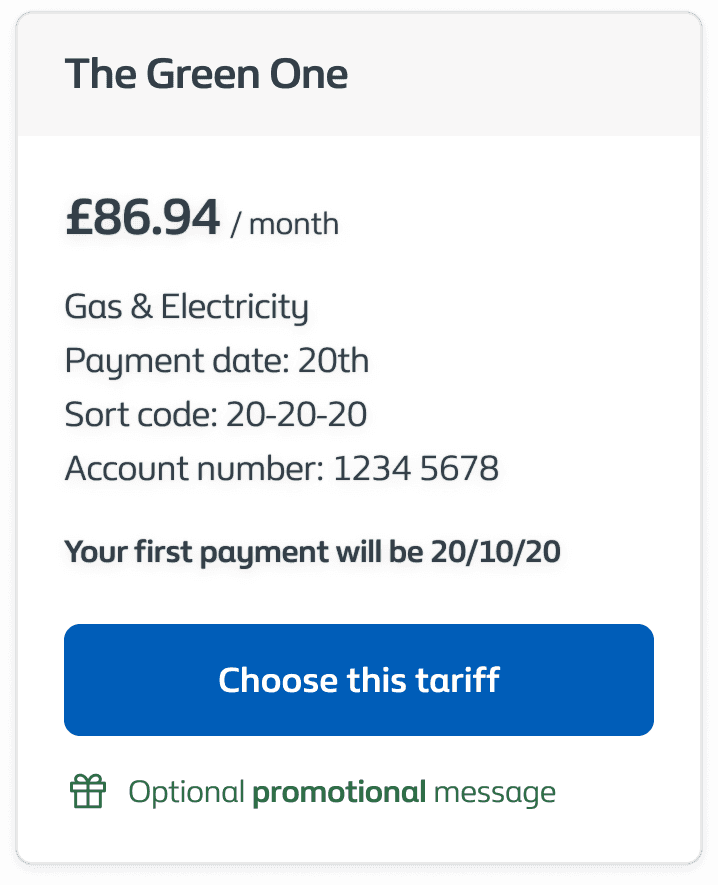 The Green One
£86.94 / month
Gas & Electricity
Payment date: 20th
Sort code: 20-20-20
Account number: 1234 5678
Your first payment will be 20/10/20
Choose this tariff
Optional promotional message